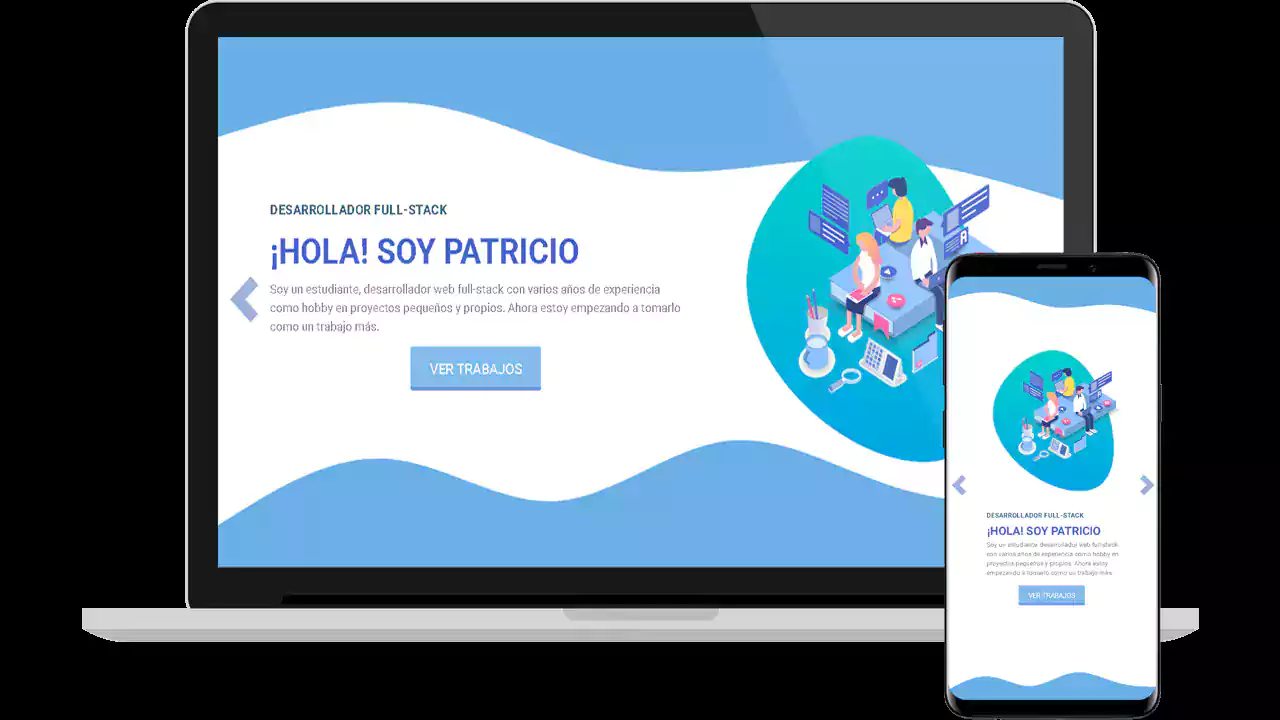 DESARROLLADOR FULL-STACK
¡HOLA! SOY PATRICIO
Soy un estudiante, desarrollador web full-stack con varios años de experiencia
como hobby en proyectos pequeños y propios. Ahora estoy empezando a tomarlo
como un trabajo más.
VER TRABAJOS
DESARROLLADOR FULL-STACK
¡HOLA! SOY PATRICIO
Soy un estudiante, desarrollador web full-stack
con varios años de experiencia como hobby en
proyectos pequeños y propios. Ahora estoy
empezando a tomarlo como un trabajo más.
VER TRABAJOS